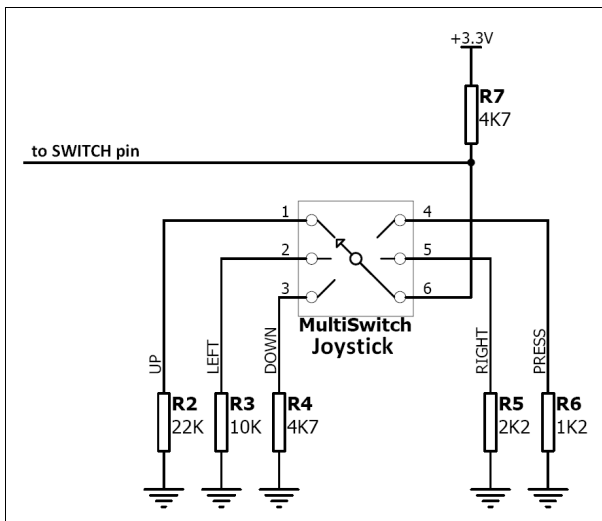 +3.3V
R7
4K7
to SWITCH pin
1
4
2
5
3
6
MultiSwitch
Joystick
UP
LEFT
DOWN
RIGHT
PRESS
R2
22K
R3
10K
R4
4K7
R5
2K2
R6
1K2